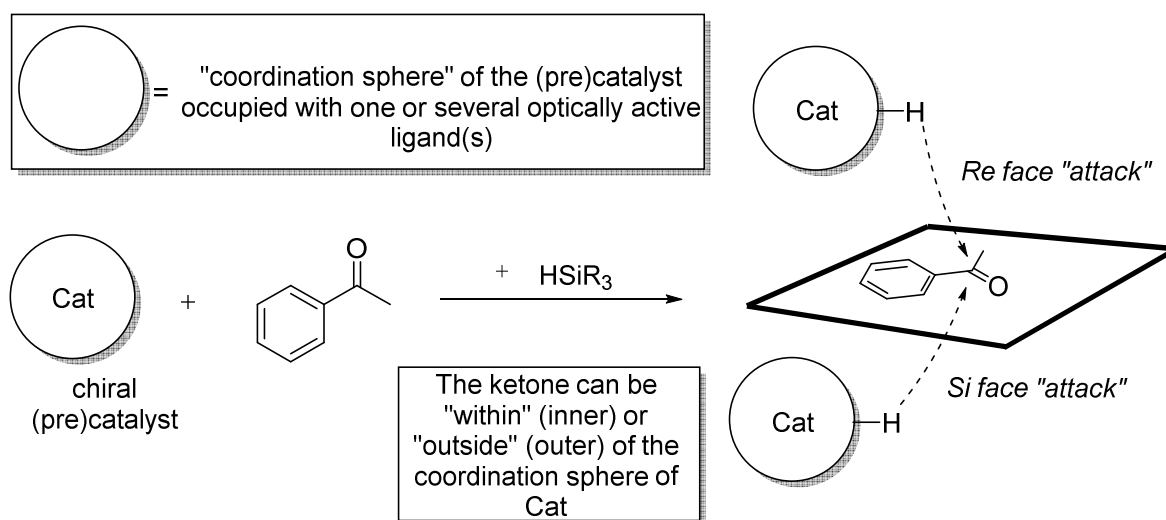 =
"coordination sphere" of the (pre)catalyst
occupied with one or several optically active
ligand(s)
Cat
H
Re face "attack"
Cat
+
O
+
HSiR3
O
chiral
(pre)catalyst
The ketone can be
"within" (inner) or
"outside" (outer) of the
coordination sphere of
Cat
Si face "attack"
Cat
H